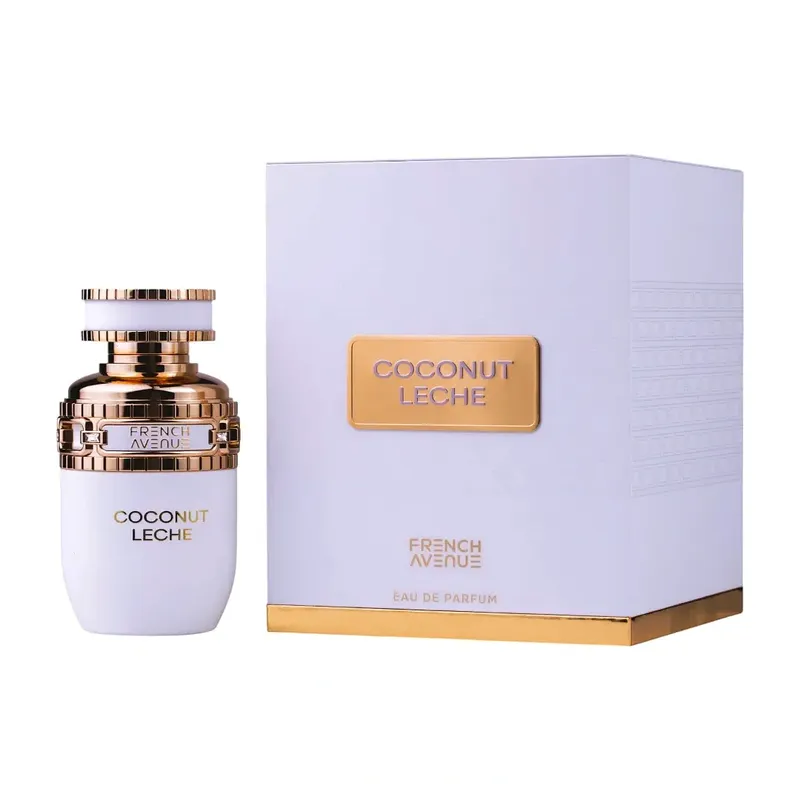 FRENCH
AVENUE
COCONUT
LECHE
COCONUT
LECHE
FRENCH
AVENUE
EAU DE PARFUM